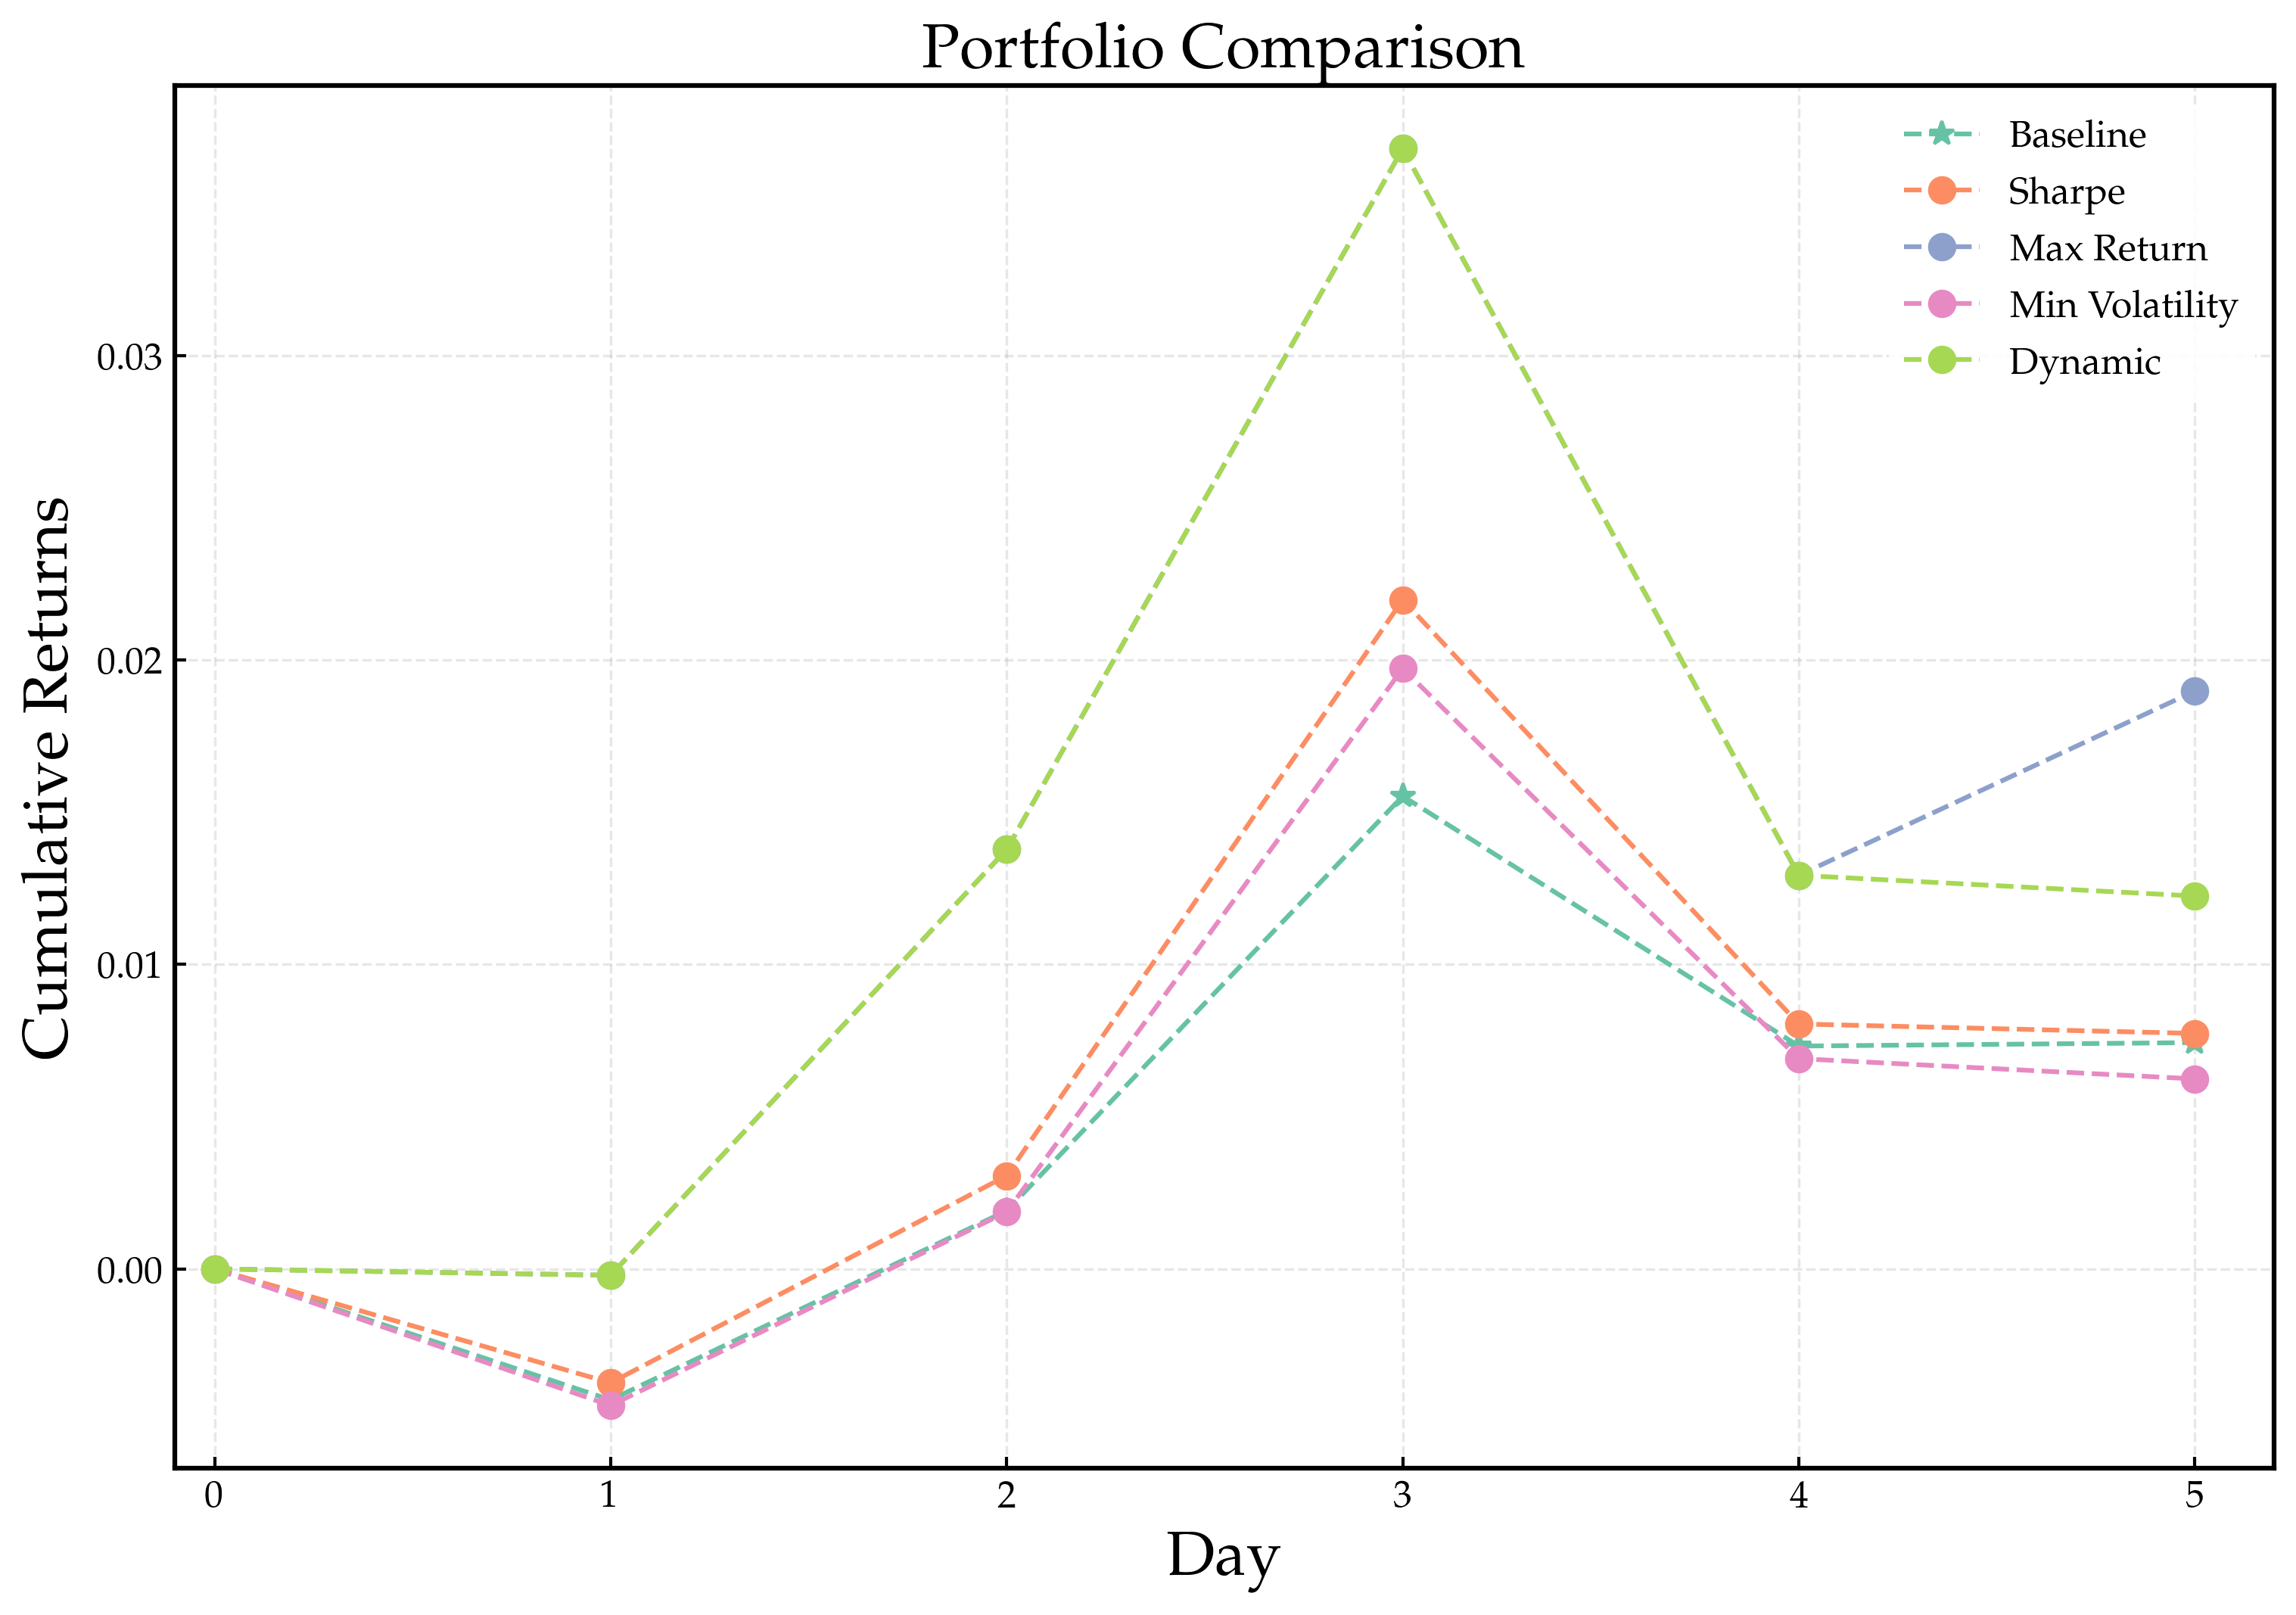 Portfolio Comparison
Baseline
Sharpe
Max Return
Min Volatility
Dynamic
Cumulative Returns
0.03
0.02
0.01
0.00
0 1 2 3 4 5
Day